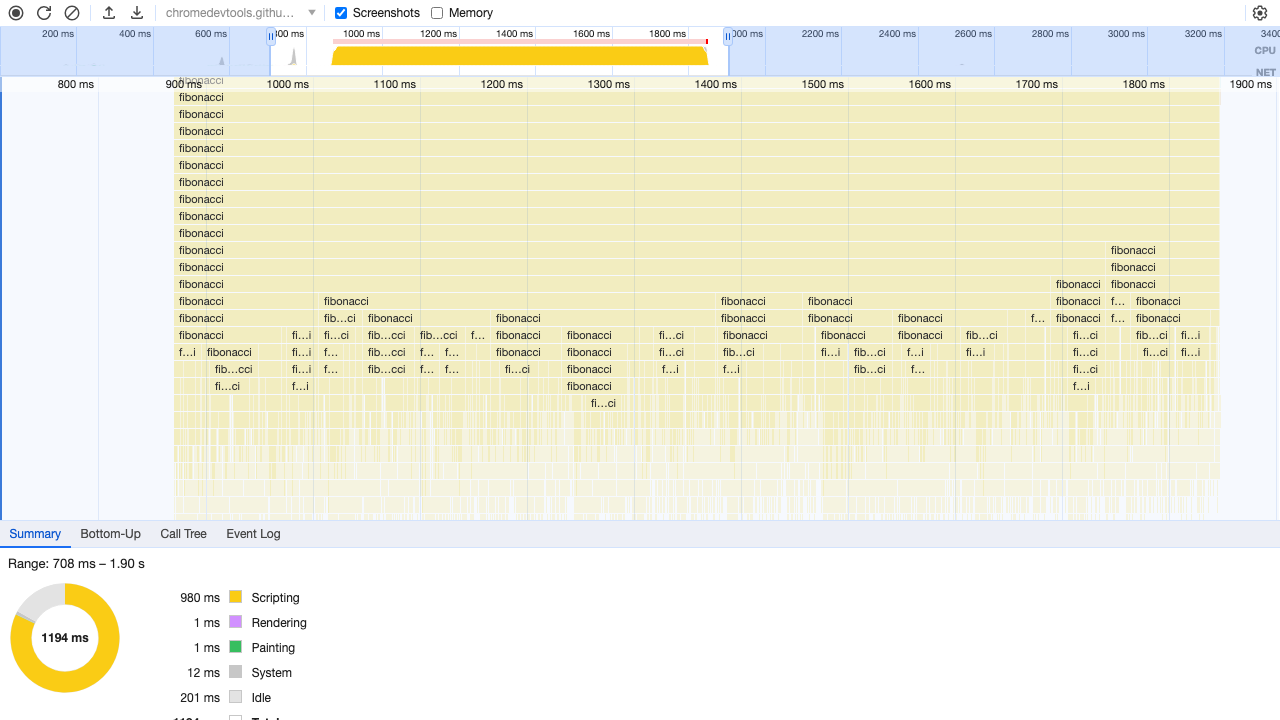 chromedevtools.githu… Screenshots Memory
200 ms 400 ms 600 ms 800 ms 1000 ms 1200 ms 1400 ms 1600 ms 1800 ms 2000 ms 2200 ms 2400 ms 2600 ms 2800 ms 3000 ms 3200 ms 3400
CPU
NET
fibonacci
800 ms 900 ms 1000 ms 1100 ms 1200 ms 1300 ms 1400 ms 1500 ms 1600 ms 1700 ms 1800 ms 1900 ms
fibonacci
fibonacci
fibonacci
fibonacci
fibonacci
fibonacci
fibonacci
fibonacci
fibonacci
fibonacci fibonacci
fibonacci fibonacci
fibonacci fibonacci fibonacci
fibonacci fibonacci fibonacci fibonacci fibonacci f… fibonacci
fibonacci fib…ci fibonacci fibonacci fibonacci fibonacci fibonacci f… fibonacci f… fibonacci
fibonacci fi…i fi…ci fib…cci fib…cci f… fibonacci fibonacci fi…ci fibonacci fibonacci fibonacci fib…ci fi…ci fib…ci fi…i
f…i fibonacci fi…i f… fib…cci f… f… fibonacci fibonacci fi…ci fib…ci fi…i fib…ci f…i fi…i fi…ci fi…ci fi…i
fib…cci fi…i f… fib…cci f… f… fi…ci fibonacci f…i f…i fib…ci f… fi…ci
fi…ci f…i fibonacci f…i
fi…ci
Summary Bottom-Up Call Tree Event Log
Range: 708 ms – 1.90 s
1194 ms
980 ms Scripting
1 ms Rendering
1 ms Painting
12 ms System
201 ms Idle